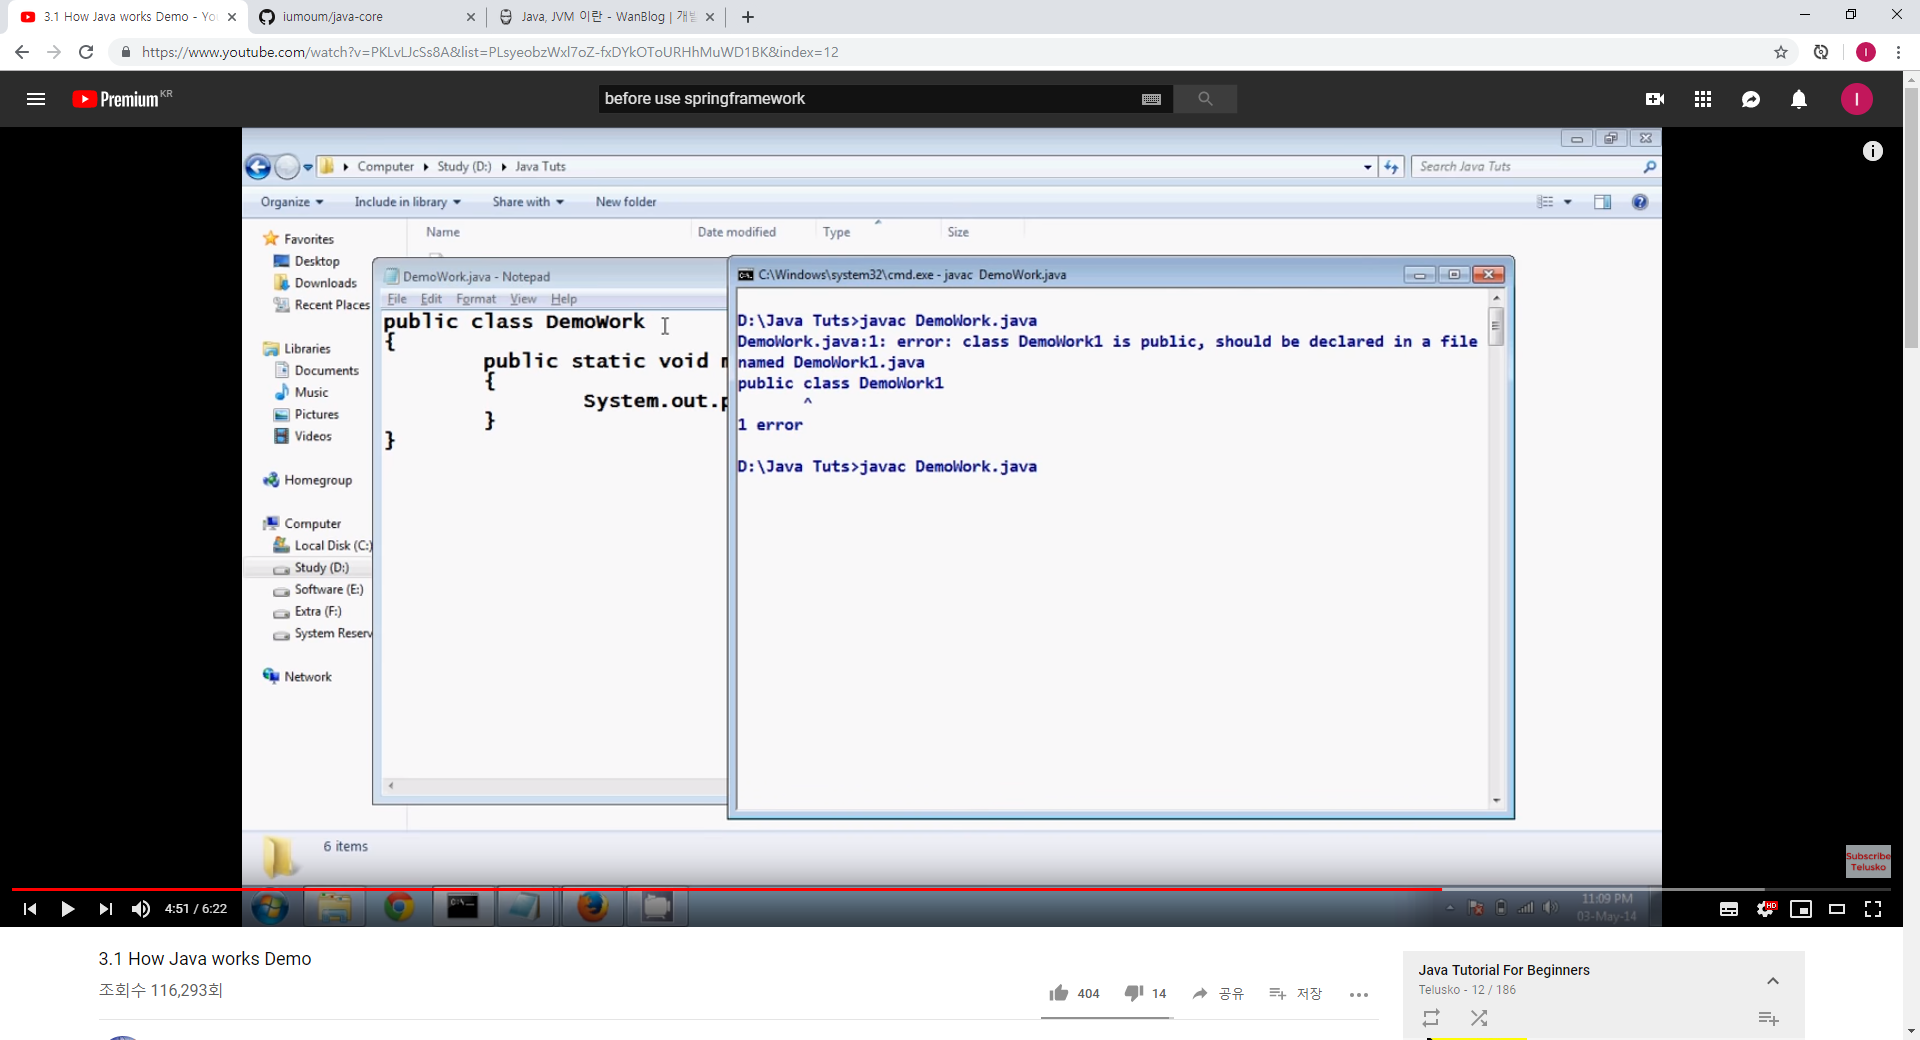 3.1 How Java works Demo - Yo
iumoum/java-core
Java, JVM 이란 - WanBlog | 개발
https://www.youtube.com/watch?v=PKLvLJcSs8A&list=PLsyeobzWxl7oZ-fxDYkOToURHhMuWD1BK&index=12
Premium KR
before use springframework
I
Computer Study (D:) Java Tuts
Search Java Tuts
Organize Include in library Share with New folder
Name Date modified Type Size
Favorites
Desktop
Downloads
Recent Places
Libraries
Documents
Music
Pictures
Videos
Homegroup
Computer
Local Disk (C:)
Study (D:)
Software (E:)
Extra (F:)
System Reserv
Network
DemoWork.java - Notepad
File Edit Format View Help
public class DemoWork
{
public static void m
{
System.out.p
}
}
C:\Windows\system32\cmd.exe - javac DemoWork.java
D:\Java Tuts>javac DemoWork.java
DemoWork.java:1: error: class DemoWork1 is public, should be declared in a file
named DemoWork1.java
public class DemoWork1
^
1 error
D:\Java Tuts>javac DemoWork.java
6 items
Subscribe
Telusko
4:51 / 6:22
11:09 PM
03-May-14
HD
3.1 How Java works Demo
조회수 116,293회
404 14 공유 저장
Java Tutorial For Beginners
Telusko - 12 / 186